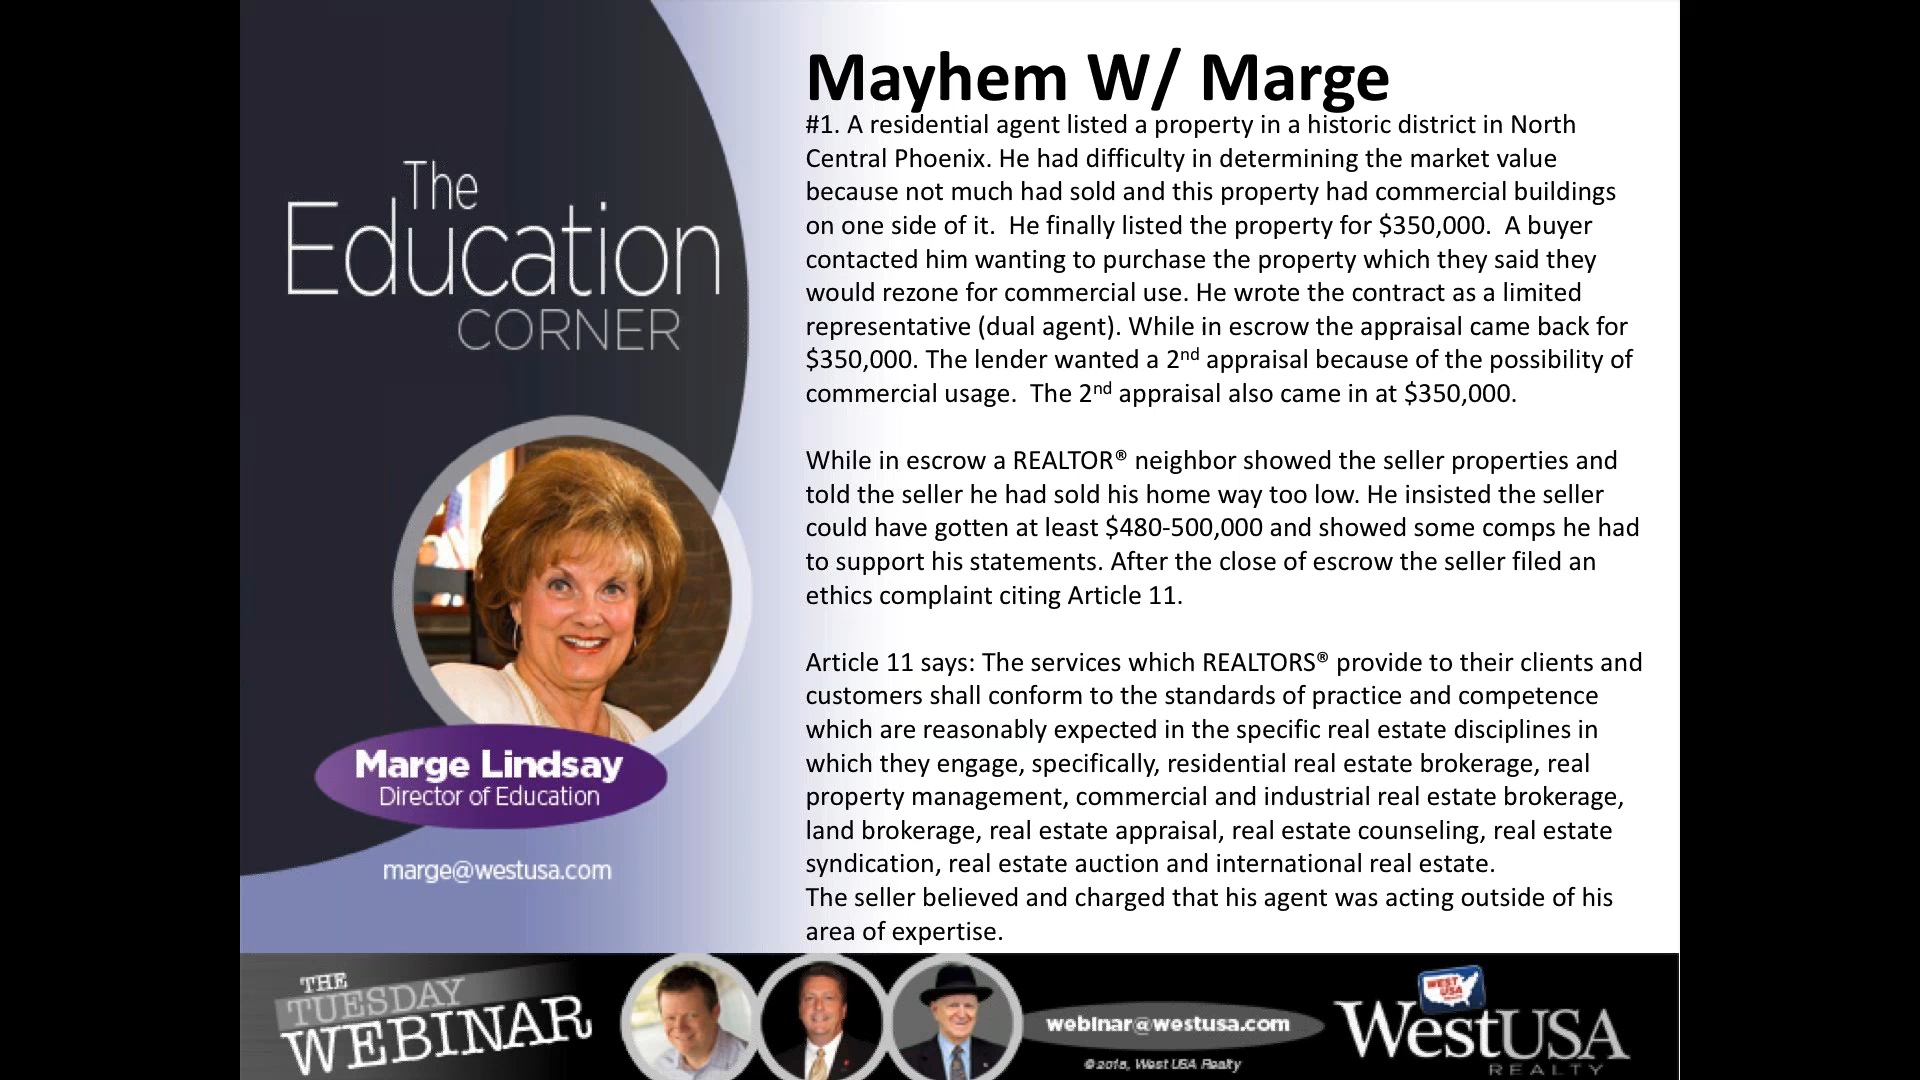 The
Education
CORNER
Marge Lindsay
Director of Education
marge@westusa.com
Mayhem W/ Marge
#1. A residential agent listed a property in a historic district in North
Central Phoenix. He had difficulty in determining the market value
because not much had sold and this property had commercial buildings
on one side of it.  He finally listed the property for $350,000.  A buyer
contacted him wanting to purchase the property which they said they
would rezone for commercial use. He wrote the contract as a limited
representative (dual agent). While in escrow the appraisal came back for
$350,000. The lender wanted a 2nd appraisal because of the possibility of
commercial usage.  The 2nd appraisal also came in at $350,000.
While in escrow a REALTOR® neighbor showed the seller properties and
told the seller he had sold his home way too low. He insisted the seller
could have gotten at least $480-500,000 and showed some comps he had
to support his statements. After the close of escrow the seller filed an
ethics complaint citing Article 11.
Article 11 says: The services which REALTORS® provide to their clients and
customers shall conform to the standards of practice and competence
which are reasonably expected in the specific real estate disciplines in
which they engage, specifically, residential real estate brokerage, real
property management, commercial and industrial real estate brokerage,
land brokerage, real estate appraisal, real estate counseling, real estate
syndication, real estate auction and international real estate.
The seller believed and charged that his agent was acting outside of his
area of expertise.
THE
TUESDAY
WEBINAR
webinar@westusa.com
©2018, West USA Realty
WEST
USA
WestUSA
REALTY